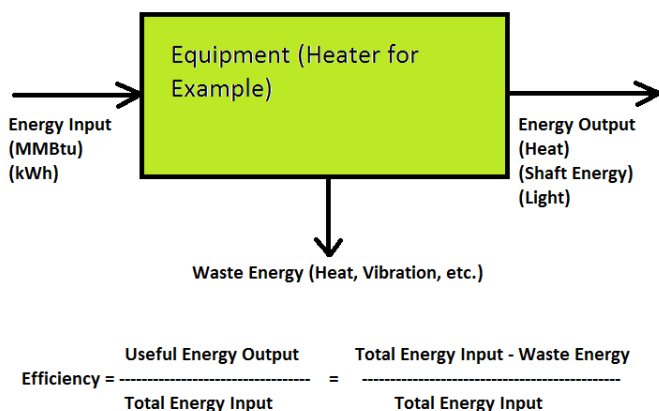 Equipment (Heater for
Example)
Energy Input
(MMBtu)
(kWh)
Energy Output
(Heat)
(Shaft Energy)
(Light)
Waste Energy (Heat, Vibration, etc.)
Useful Energy Output Total Energy Input - Waste Energy
Efficiency = ---------------------------------- = ----------------------------------------------
Total Energy Input Total Energy Input